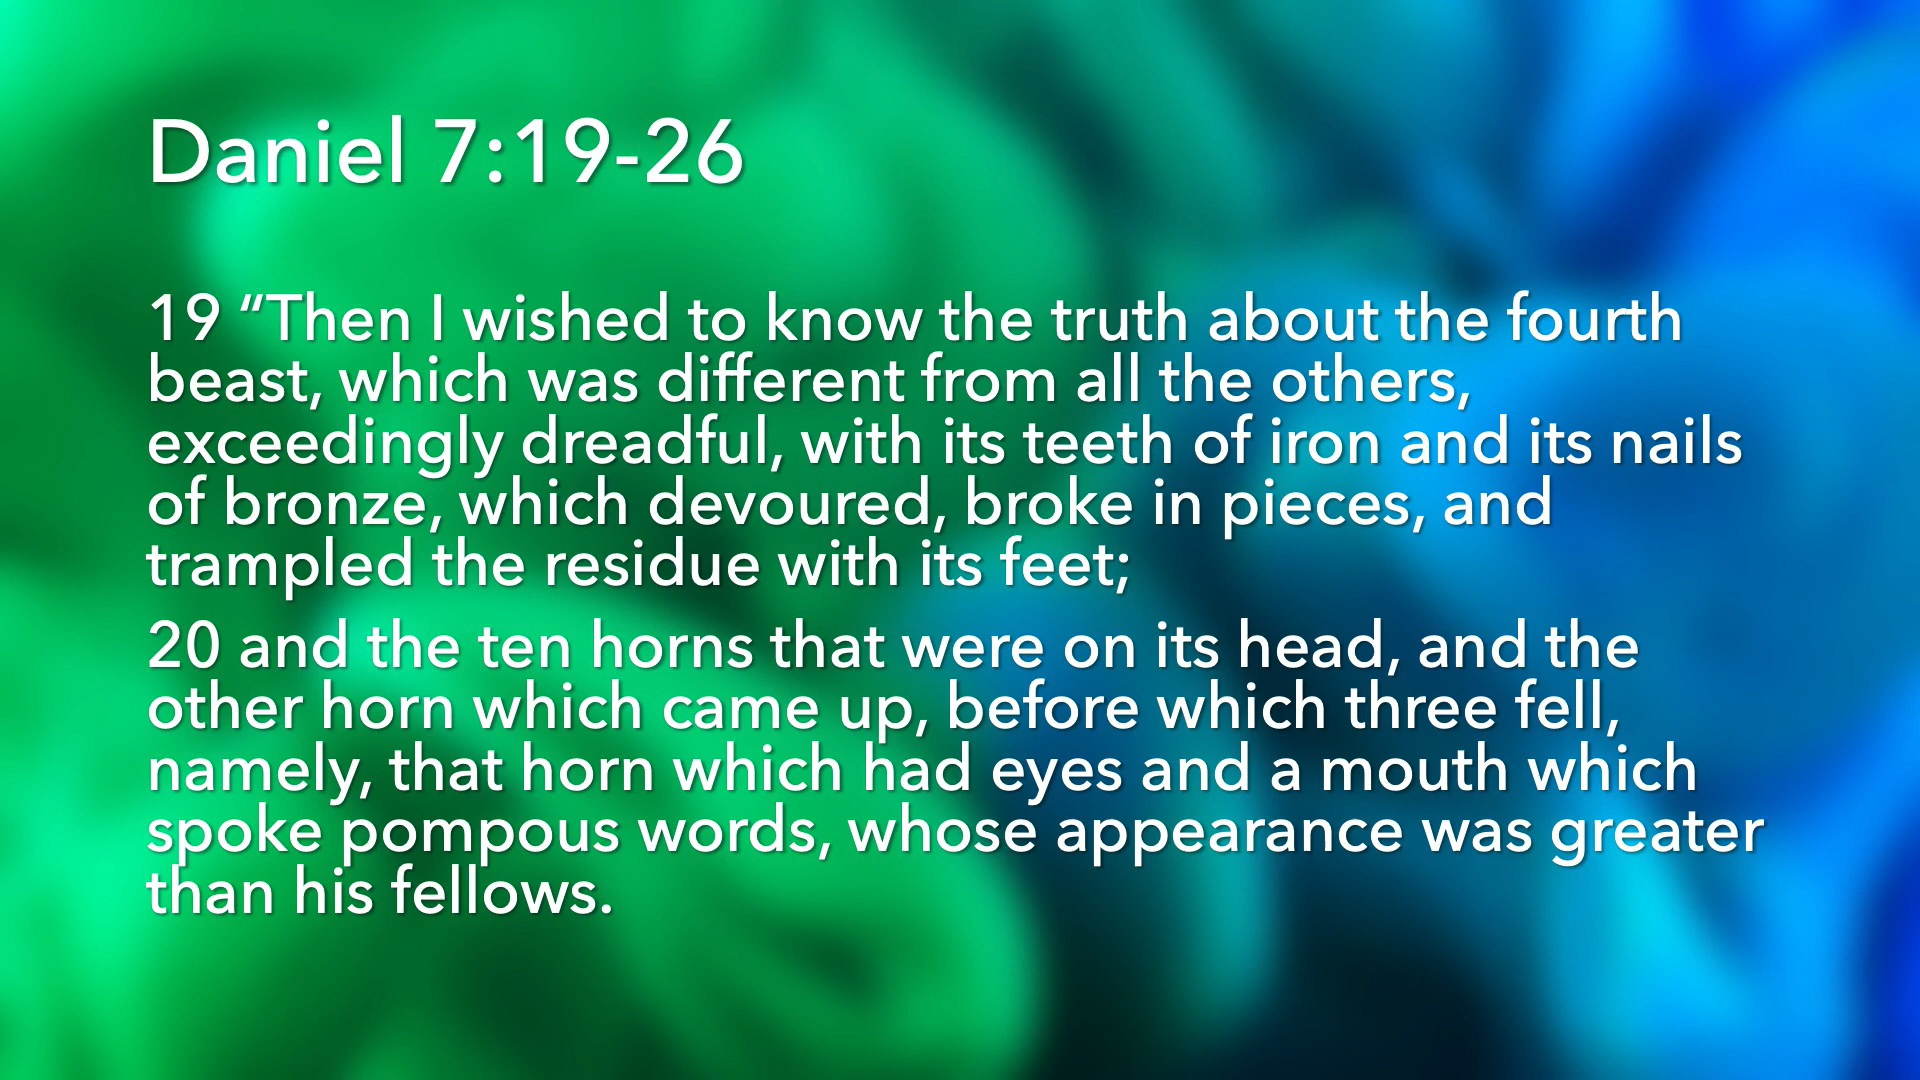 Daniel 7:19-26
19 “Then I wished to know the truth about the fourth
beast, which was different from all the others,
exceedingly dreadful, with its teeth of iron and its nails
of bronze, which devoured, broke in pieces, and
trampled the residue with its feet;
20 and the ten horns that were on its head, and the
other horn which came up, before which three fell,
namely, that horn which had eyes and a mouth which
spoke pompous words, whose appearance was greater
than his fellows.